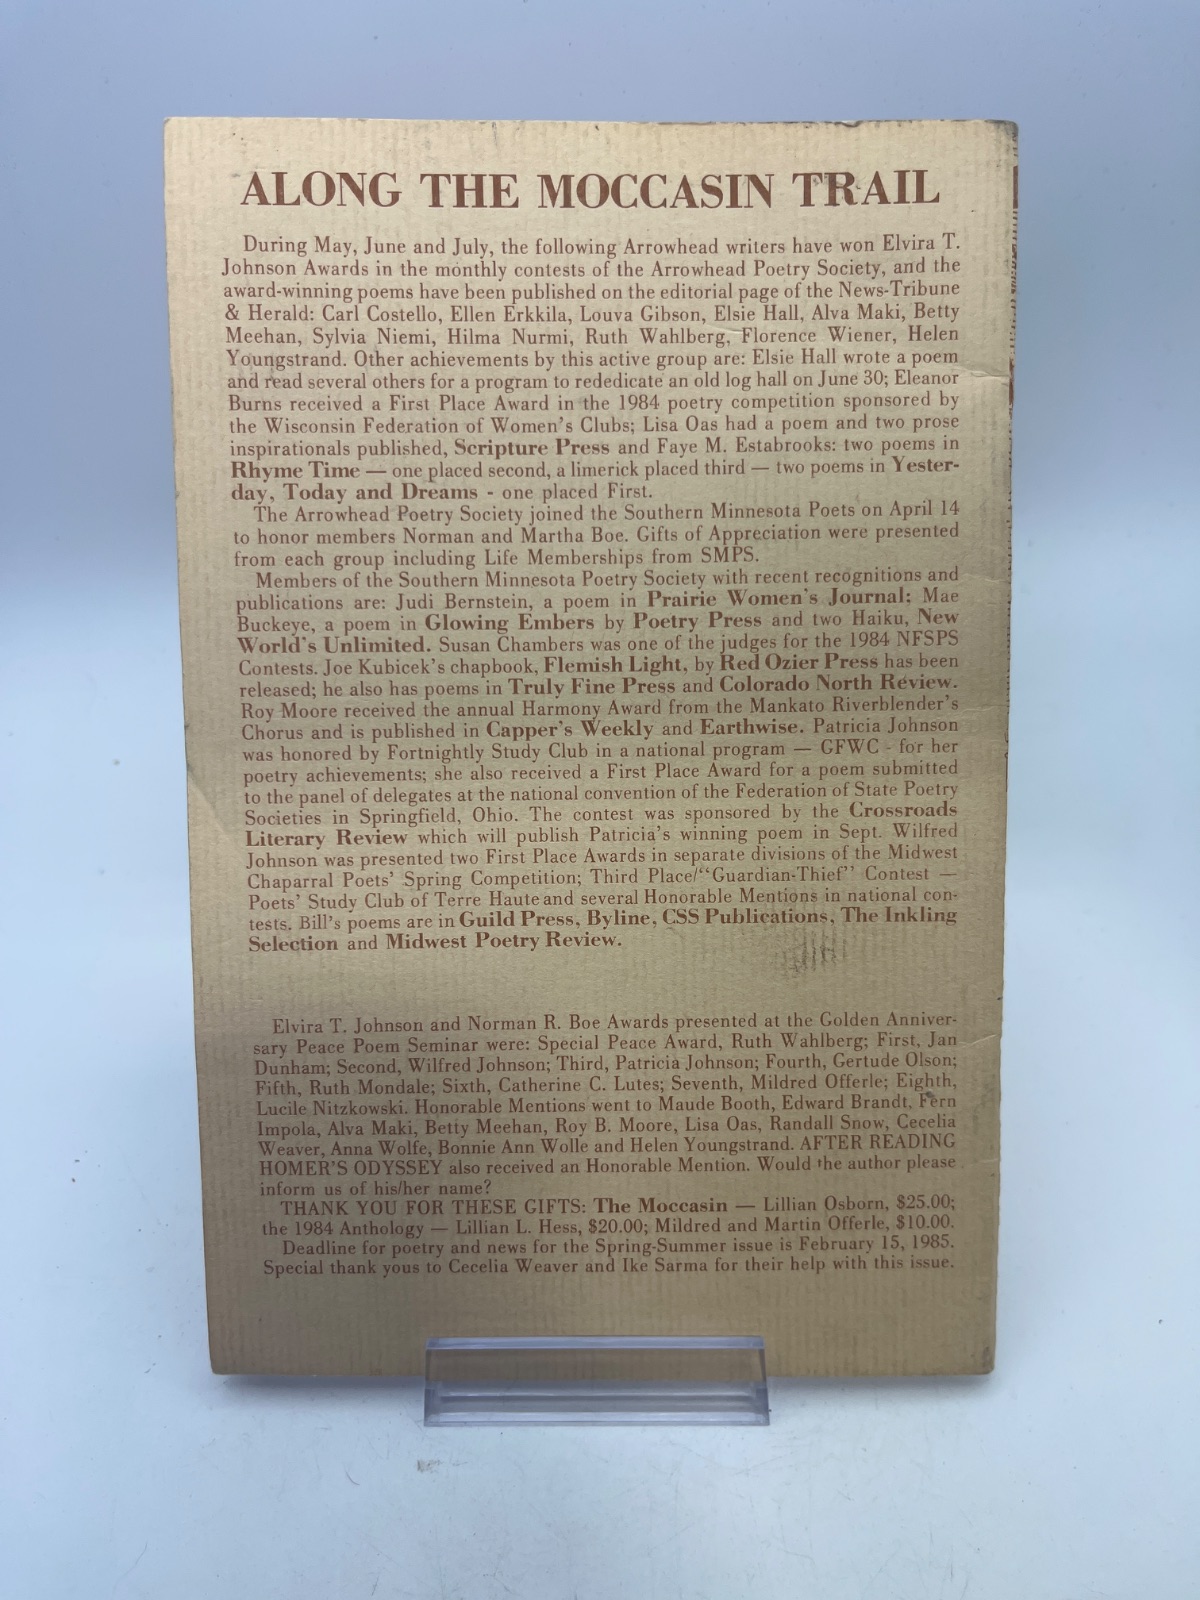 ALONG THE MOCCASIN TRAIL
During May, June and July, the following Arrowhead writers have won Elvira T.
Johnson Awards in the monthly contests of the Arrowhead Poetry Society, and the
award-winning poems have been published on the editorial page of the News-Tribune
& Herald: Carl Costello, Ellen Erkkila, Louva Gibson, Elsie Hall, Alva Maki, Betty
Meehan, Sylvia Niemi, Hilma Nurmi, Ruth Wahlberg, Florence Wiener, Helen
Youngstrand. Other achievements by this active group are: Elsie Hall wrote a poem
and read several others for a program to rededicate an old log hall on June 30; Eleanor
Burns received a First Place Award in the 1984 poetry competition sponsored by
the Wisconsin Federation of Women's Clubs; Lisa Oas had a poem and two prose
inspirationals published, Scripture Press and Faye M. Estabrooks: two poems in
Rhyme Time — one placed second, a limerick placed third — two poems in Yester-
day, Today and Dreams - one placed First.
The Arrowhead Poetry Society joined the Southern Minnesota Poets on April 14
to honor members Norman and Martha Boe. Gifts of Appreciation were presented
from each group including Life Memberships from SMPS.
Members of the Southern Minnesota Poetry Society with recent recognitions and
publications are: Judi Bernstein, a poem in Prairie Women's Journal; Mae
Buckeye, a poem in Glowing Embers by Poetry Press and two Haiku, New
World's Unlimited. Susan Chambers was one of the judges for the 1984 NFSPS
Contests. Joe Kubicek's chapbook, Flemish Light, by Red Ozier Press has been
released; he also has poems in Truly Fine Press and Colorado North Review.
Roy Moore received the annual Harmony Award from the Mankato Riverblender's
Chorus and is published in Capper's Weekly and Earthwise. Patricia Johnson
was honored by Fortnightly Study Club in a national program — GFWC - for her
poetry achievements; she also received a First Place Award for a poem submitted
to the panel of delegates at the national convention of the Federation of State Poetry
Societies in Springfield, Ohio. The contest was sponsored by the Crossroads
Literary Review which will publish Patricia's winning poem in Sept. Wilfred
Johnson was presented two First Place Awards in separate divisions of the Midwest
Chaparral Poets' Spring Competition; Third Place/"Guardian-Thief" Contest —
Poets' Study Club of Terre Haute and several Honorable Mentions in national con-
tests. Bill's poems are in Guild Press, Byline, CSS Publications, The Inkling
Selection and Midwest Poetry Review.
Elvira T. Johnson and Norman R. Boe Awards presented at the Golden Anniver-
sary Peace Poem Seminar were: Special Peace Award, Ruth Wahlberg; First, Jan
Dunham; Second, Wilfred Johnson; Third, Patricia Johnson; Fourth, Gertude Olson;
Fifth, Ruth Mondale; Sixth, Catherine C. Lutes; Seventh, Mildred Offerle; Eighth,
Lucile Nitzkowski. Honorable Mentions went to Maude Booth, Edward Brandt, Fern
Impola, Alva Maki, Betty Meehan, Roy B. Moore, Lisa Oas, Randall Snow, Cecelia
Weaver, Anna Wolfe, Bonnie Ann Wolle and Helen Youngstrand. AFTER READING
HOMER'S ODYSSEY also received an Honorable Mention. Would the author please
inform us of his/her name?
THANK YOU FOR THESE GIFTS: The Moccasin — Lillian Osborn, $25.00;
the 1984 Anthology — Lillian L. Hess, $20.00; Mildred and Martin Offerle, $10.00.
Deadline for poetry and news for the Spring-Summer issue is February 15, 1985.
Special thank yous to Cecelia Weaver and Ike Sarma for their help with this issue.